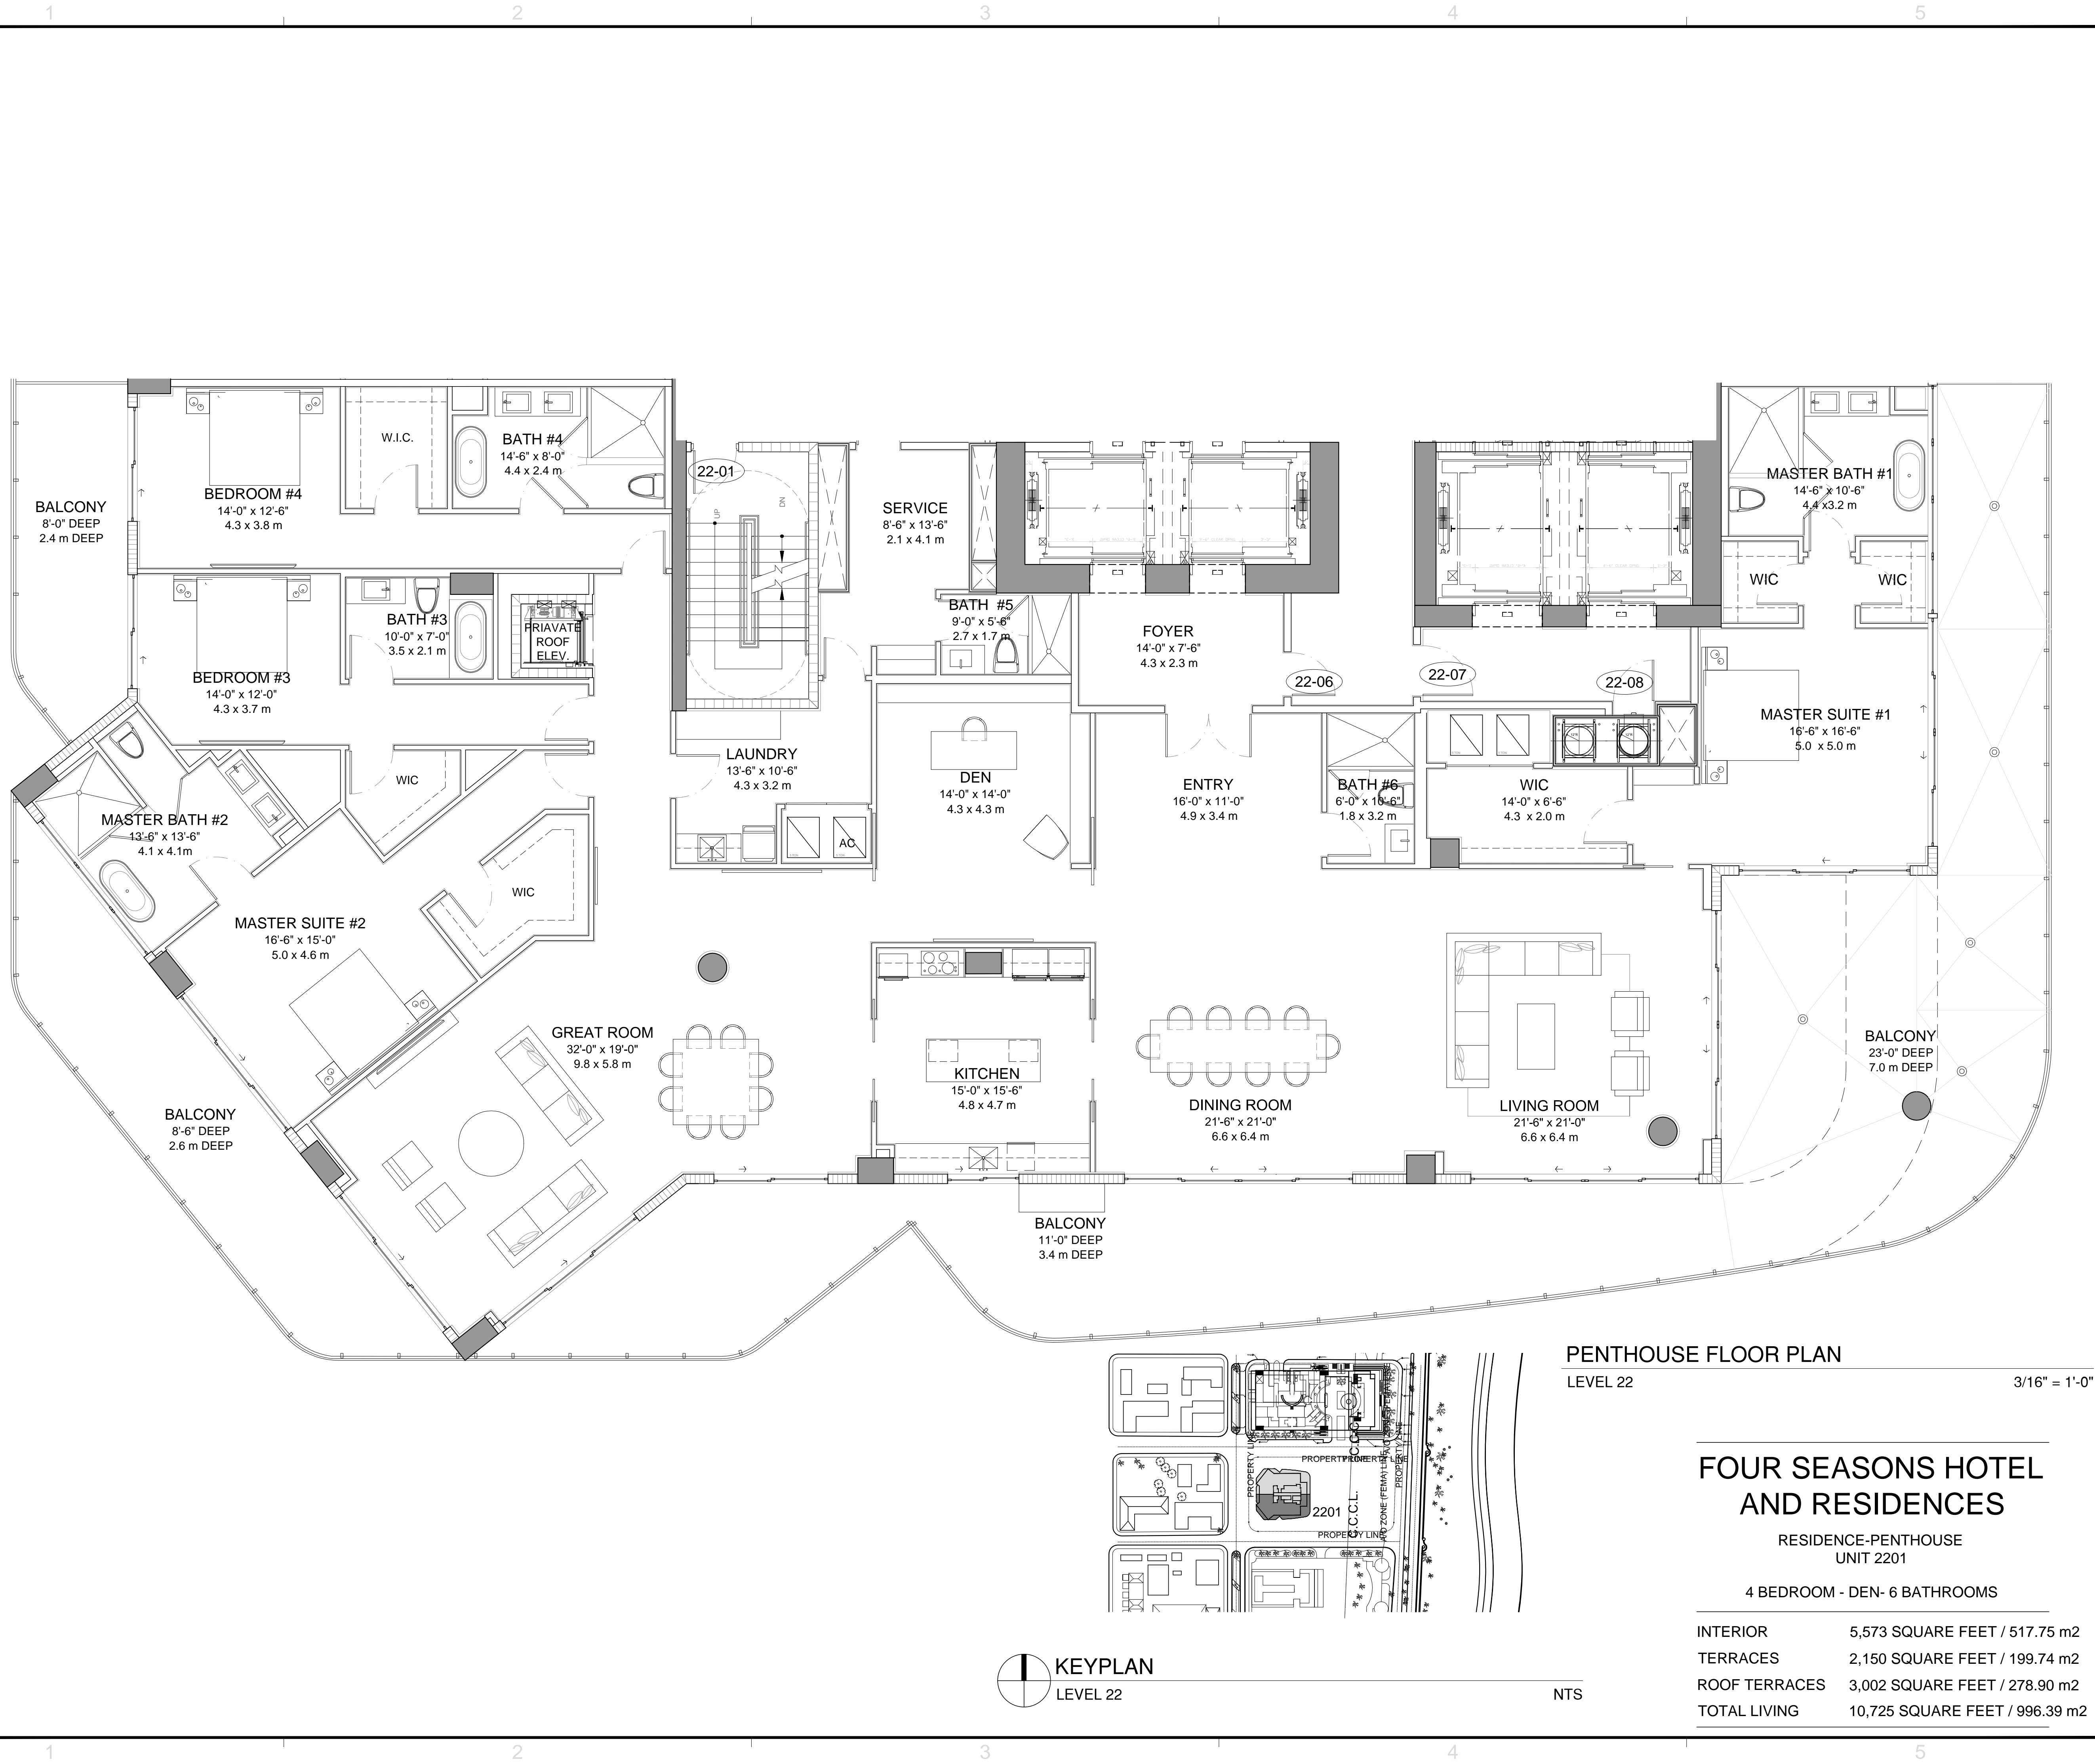 1 2 3 4 5
BALCONY
8'-0" DEEP
2.4 m DEEP
BEDROOM #4
14'-0" x 12'-6"
4.3 x 3.8 m
W.I.C.
BATH #4
14'-6" x 8'-0"
4.4 x 2.4 m
22-01
UP
DN
SERVICE
8'-6" x 13'-6"
2.1 x 4.1 m
MASTER BATH #1
14'-6" x 10'-6"
4.4 x3.2 m
WIC
WIC
BEDROOM #3
14'-0" x 12'-0"
4.3 x 3.7 m
BATH #3
10'-0" x 7'-0"
3.5 x 2.1 m
PRIAVATE
ROOF
ELEV.
BATH #5
9'-0" x 5'-6"
2.7 x 1.7 m
FOYER
14'-0" x 7'-6"
4.3 x 2.3 m
22-06
22-07
22-08
MASTER SUITE #1
16'-6" x 16'-6"
5.0 x 5.0 m
WIC
LAUNDRY
13'-6" x 10'-6"
4.3 x 3.2 m
AC
DEN
14'-0" x 14'-0"
4.3 x 4.3 m
ENTRY
16'-0" x 11'-0"
4.9 x 3.4 m
BATH #6
6'-0" x 10'-6"
1.8 x 3.2 m
WIC
14'-0" x 6'-6"
4.3 x 2.0 m
MASTER BATH #2
13'-6" x 13'-6"
4.1 x 4.1m
WIC
MASTER SUITE #2
16'-6" x 15'-0"
5.0 x 4.6 m
GREAT ROOM
32'-0" x 19'-0"
9.8 x 5.8 m
KITCHEN
15'-0" x 15'-6"
4.8 x 4.7 m
DINING ROOM
21'-6" x 21'-0"
6.6 x 6.4 m
LIVING ROOM
21'-6" x 21'-0"
6.6 x 6.4 m
BALCONY
23'-0" DEEP
7.0 m DEEP
BALCONY
8'-6" DEEP
2.6 m DEEP
BALCONY
11'-0" DEEP
3.4 m DEEP
PROPERTY LINE
PROPERTY LINE
PROPERTY LINE
PROPERTY LINE
PROPERTY LINE
C.C.C.L.
2201
PENTHOUSE FLOOR PLAN
LEVEL 22 3/16" = 1'-0"
FOUR SEASONS HOTEL
AND RESIDENCES
RESIDENCE-PENTHOUSE
UNIT 2201
4 BEDROOM - DEN- 6 BATHROOMS
INTERIOR 5,573 SQUARE FEET / 517.75 m2
TERRACES 2,150 SQUARE FEET / 199.74 m2
ROOF TERRACES 3,002 SQUARE FEET / 278.90 m2
TOTAL LIVING 10,725 SQUARE FEET / 996.39 m2
KEYPLAN
LEVEL 22 NTS
1 2 3 4 5